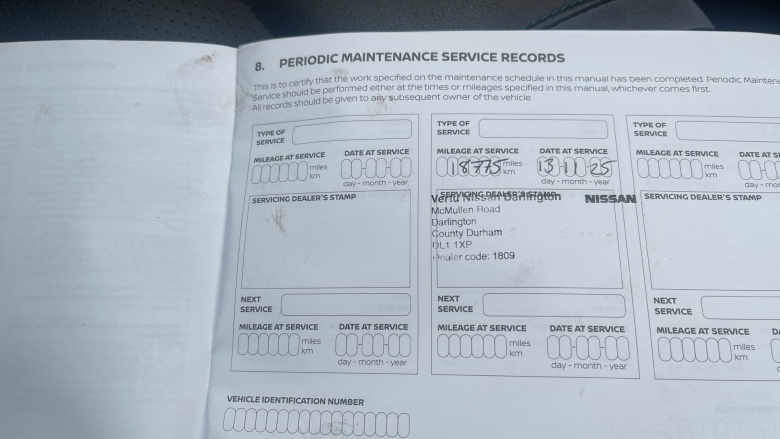 8. PERIODIC MAINTENANCE SERVICE RECORDS
This is to certify that the work specified on the maintenance schedule in this manual has been completed. Periodic
Service should be performed either at the times or mileages specified in this manual, whichever comes first.
All records should be given to any subsequent owner of the vehicle.
TYPE OF
SERVICE
MILEAGE AT SERVICE DATE AT SERVICE
miles
km
day - month - year
SERVICING DEALER'S STAMP
NEXT
SERVICE
MILEAGE AT SERVICE DATE AT SERVICE
miles
km
day - month - year
TYPE OF
SERVICE
MILEAGE AT SERVICE DATE AT SERVICE
18775 miles 13-11-25
km
day - month - year
SERVICING DEALER'S STAMP
Vertu Nissan Darlington NISSAN
McMullen Road
Darlington
County Durham
DL1 1XP
Dealer code: 1809
NEXT
SERVICE
MILEAGE AT SERVICE DATE AT SERVICE
miles
km
day - month - year
TYPE OF
SERVICE
MILEAGE AT SERVICE DATE AT
miles
km
SERVICING DEALER'S STAMP
NEXT
SERVICE
MILEAGE AT SERVICE
miles
km
VEHICLE IDENTIFICATION NUMBER